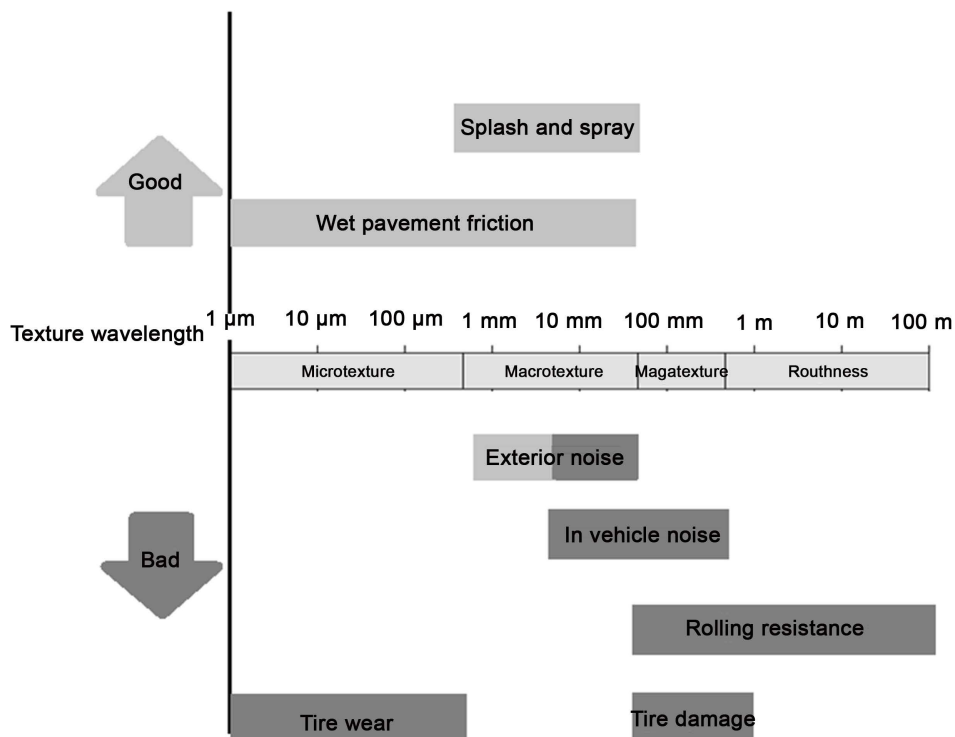 Splash and spray
Good
Wet pavement friction
Texture wavelength
1 µm 10 µm 100 µm 1 mm 10 mm 100 mm 1 m 10 m 100 m
Microtexture Macrotexture Magatexture Routhness
Exterior noise
In vehicle noise
Bad
Rolling resistance
Tire wear Tire damage